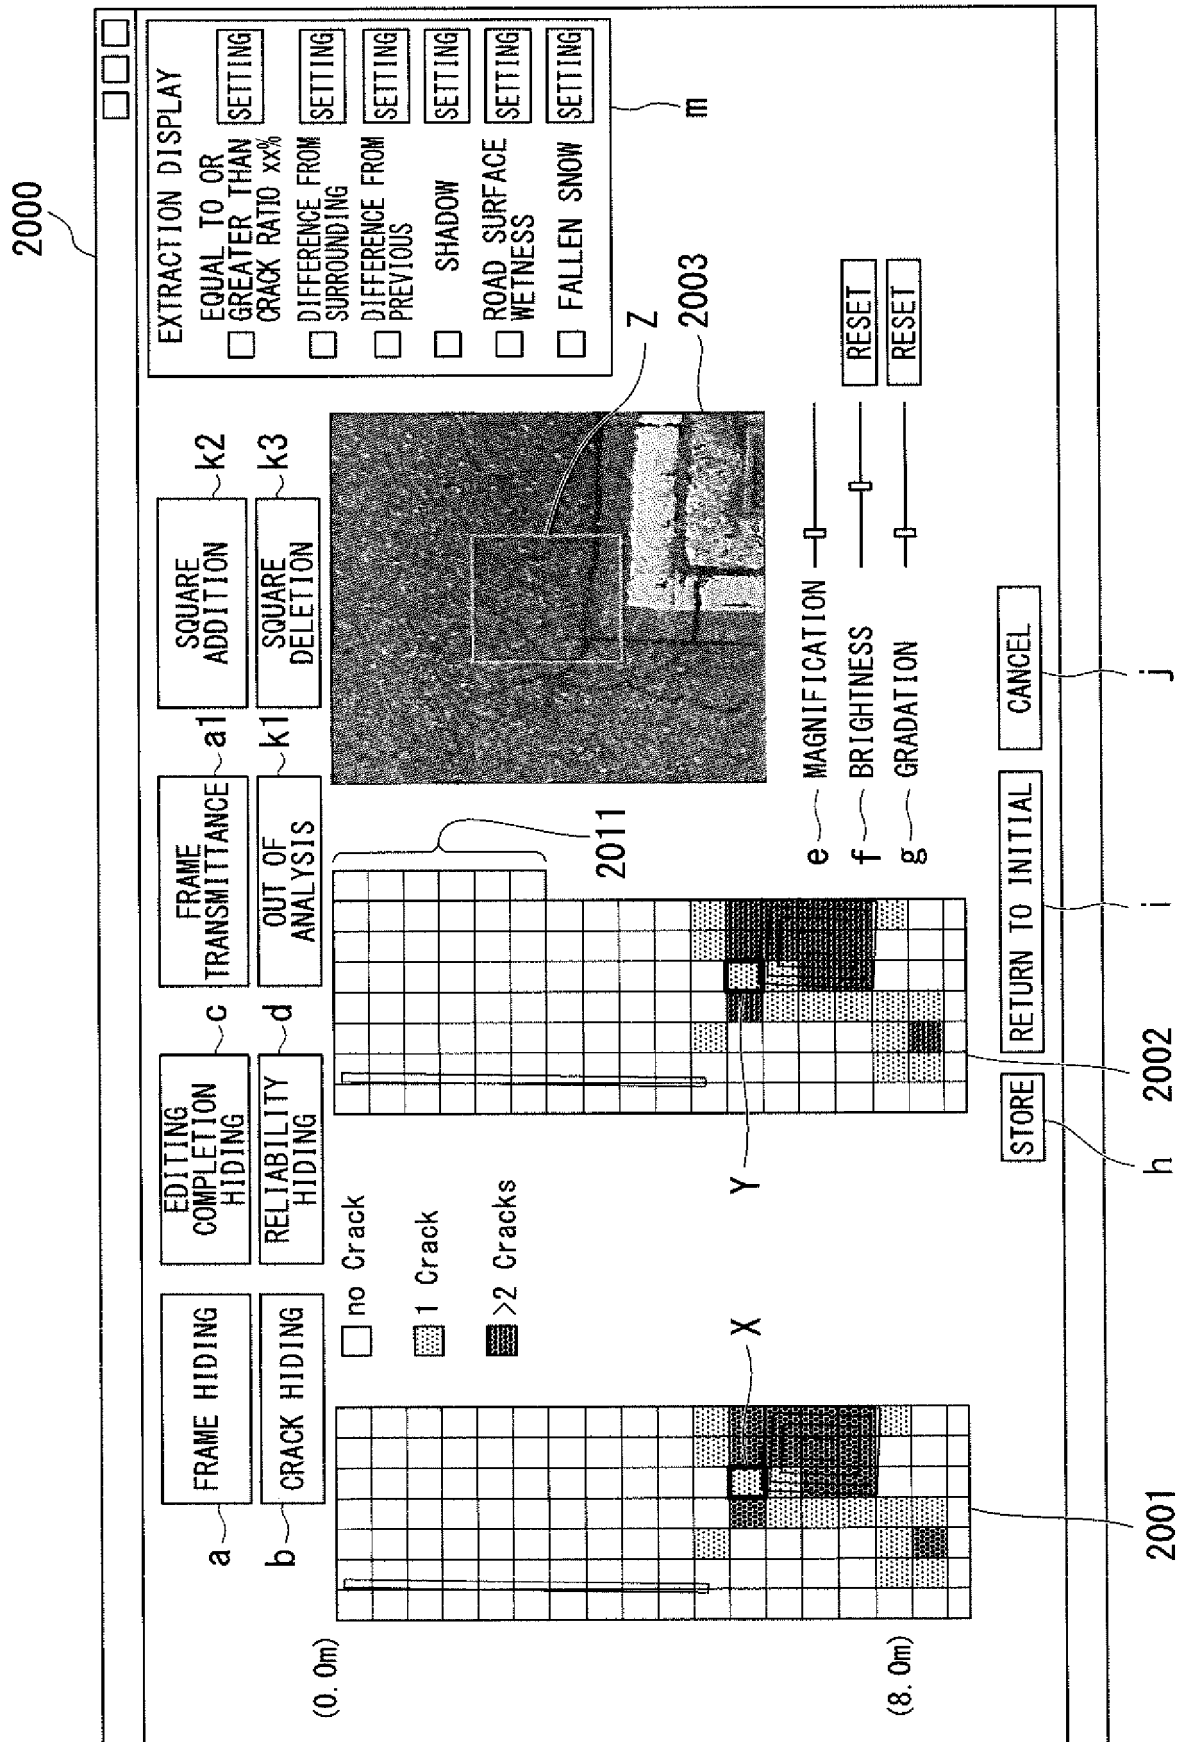 2000
EXTRACTION DISPLAY
EQUAL TO OR
GREATER THAN
CRACK RATIO xx%
SETTING
DIFFERENCE FROM
SURROUNDING
SETTING
DIFFERENCE FROM
PREVIOUS
SETTING
SHADOW
SETTING
ROAD SURFACE
WETNESS
SETTING
FALLEN SNOW
SETTING
m
a
FRAME HIDING
b
CRACK HIDING
EDITING
COMPLETION
HIDING
c
RELIABILITY
HIDING
d
FRAME
TRANSMITTANCE
a1
OUT OF
ANALYSIS
k1
SQUARE
ADDITION
k2
SQUARE
DELETION
k3
no Crack
1 Crack
>2 Cracks
(0. 0m)
(8. 0m)
X
Y
Z
2003
2011
e
MAGNIFICATION
f
BRIGHTNESS
RESET
g
GRADATION
RESET
STORE
RETURN TO INITIAL
CANCEL
2001
h
2002
i
j